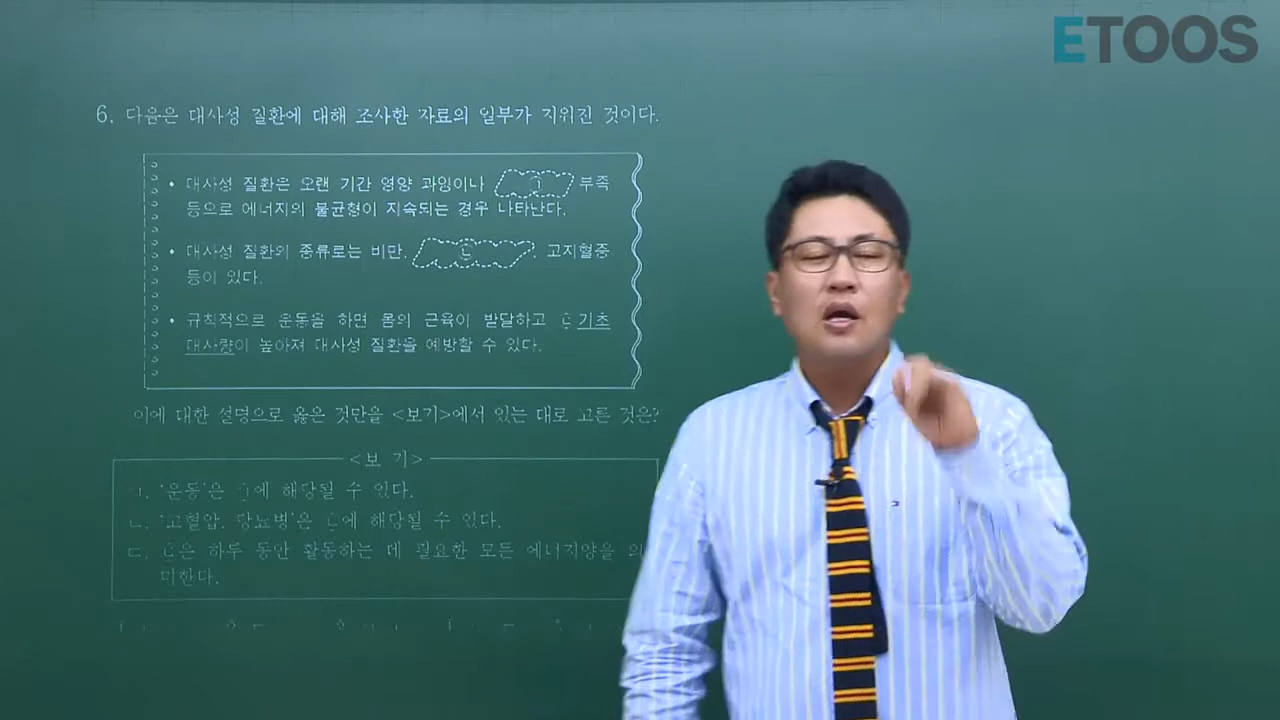 ETOOS
6. 다음은 대사성 질환에 대해 조사한 자료의 일부가 지워진 것이다.
• 대사성 질환은 오랜 기간 영양 과잉이나 ㉠ 부족
등으로 에너지의 불균형이 지속되는 경우 나타난다.
• 대사성 질환의 종류로는 비만, ㉡, 고지혈증
등이 있다.
• 규칙적으로 운동을 하면 몸의 근육이 발달하고 ㉢기초
대사량이 높아져 대사성 질환을 예방할 수 있다.
이에 대한 설명으로 옳은 것만을 <보기>에서 있는 대로 고른 것은?
<보 기>
ㄱ. '운동'은 ㉠에 해당될 수 있다.
ㄴ. '고혈압, 당뇨병'은 ㉡에 해당될 수 있다.
ㄷ. ㉢은 하루 동안 활동하는 데 필요한 모든 에너지양을 의
미한다.